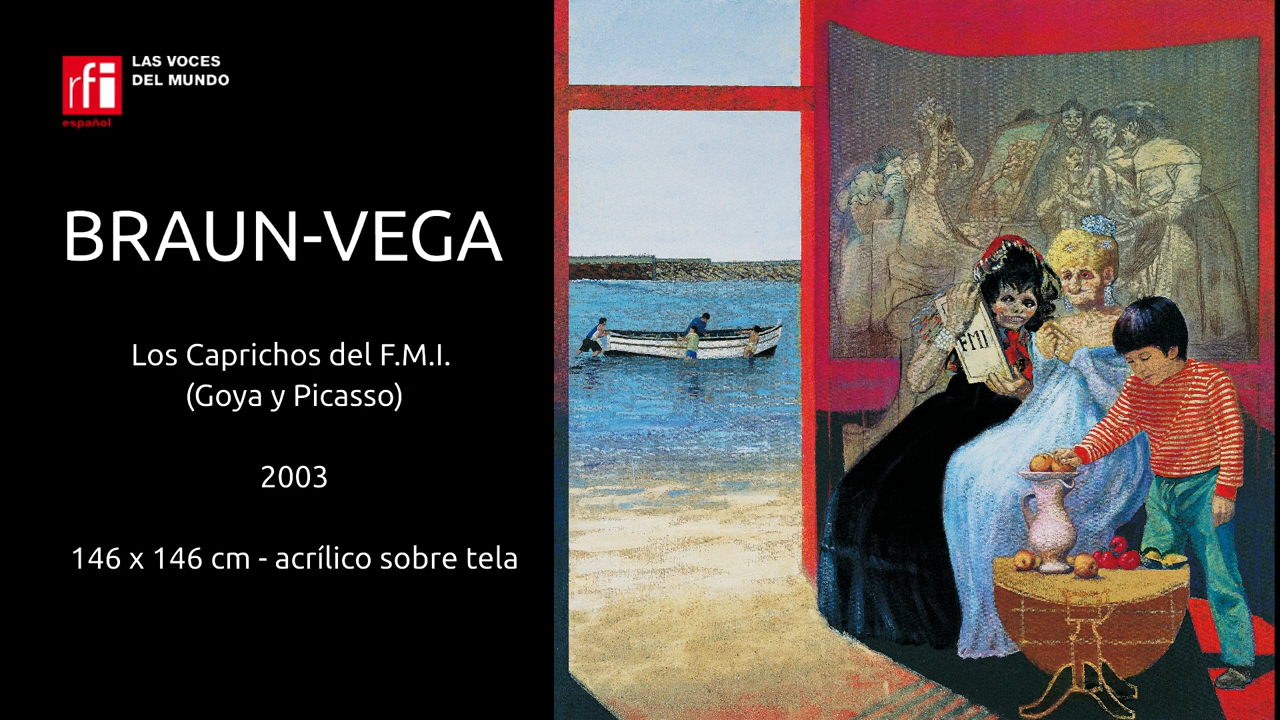 rfi
español
LAS VOCES
DEL MUNDO
BRAUN-VEGA
Los Caprichos del F.M.I.
(Goya y Picasso)
2003
146 x 146 cm - acrílico sobre tela
FMI